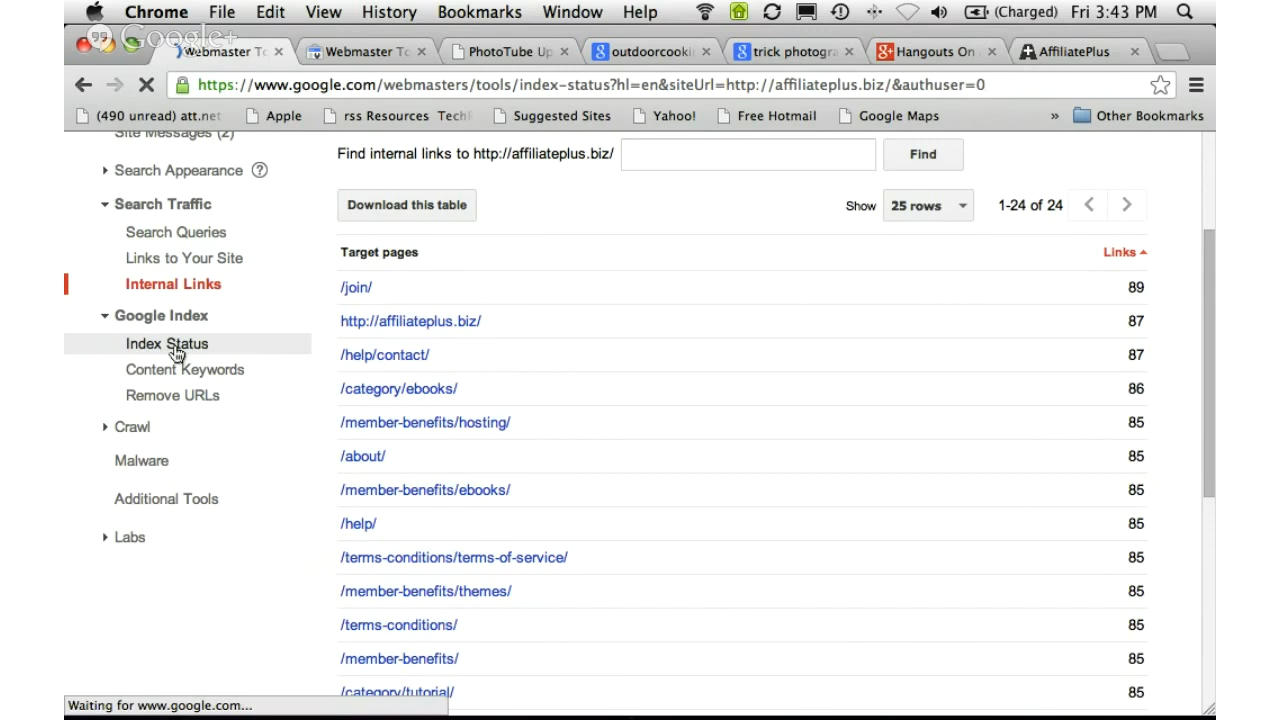 Chrome File Edit View History Bookmarks Window Help (Charged) Fri 3:43 PM
Google+
Webmaster To Webmaster To PhotoTube Up outdoorcooki trick photogra Hangouts On AffiliatePlus
https://www.google.com/webmasters/tools/index-status?hl=en&siteUrl=http://affiliateplus.biz/&authuser=0
(490 unread) att.net Apple rss Resources Tech Suggested Sites Yahoo! Free Hotmail Google Maps » Other Bookmarks
Site Messages (2)
Search Appearance ?
Search Traffic
Search Queries
Links to Your Site
Internal Links
Google Index
Index Status
Content Keywords
Remove URLs
Crawl
Malware
Additional Tools
Labs
Find internal links to http://affiliateplus.biz/ Find
Download this table Show 25 rows 1-24 of 24
Target pages Links
/join/ 89
http://affiliateplus.biz/ 87
/help/contact/ 87
/category/ebooks/ 86
/member-benefits/hosting/ 85
/about/ 85
/member-benefits/ebooks/ 85
/help/ 85
/terms-conditions/terms-of-service/ 85
/member-benefits/themes/ 85
/terms-conditions/ 85
/member-benefits/ 85
/category/tutorial/ 85
Waiting for www.google.com...